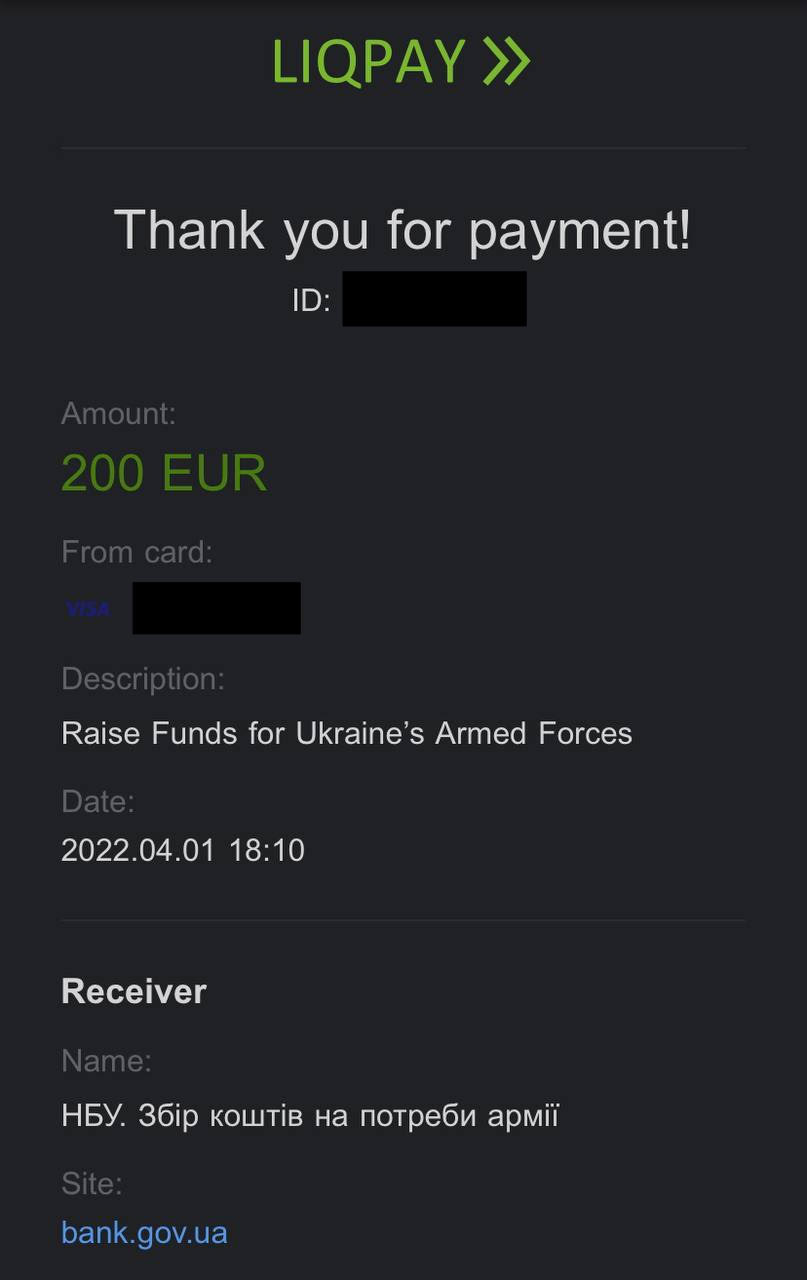 LIQPAY
Thank you for payment!
ID:
Amount:
200 EUR
From card:
VISA
Description:
Raise Funds for Ukraine’s Armed Forces
Date:
2022.04.01 18:10
Receiver
Name:
НБУ. Збір коштів на потреби армії
Site:
bank.gov.ua